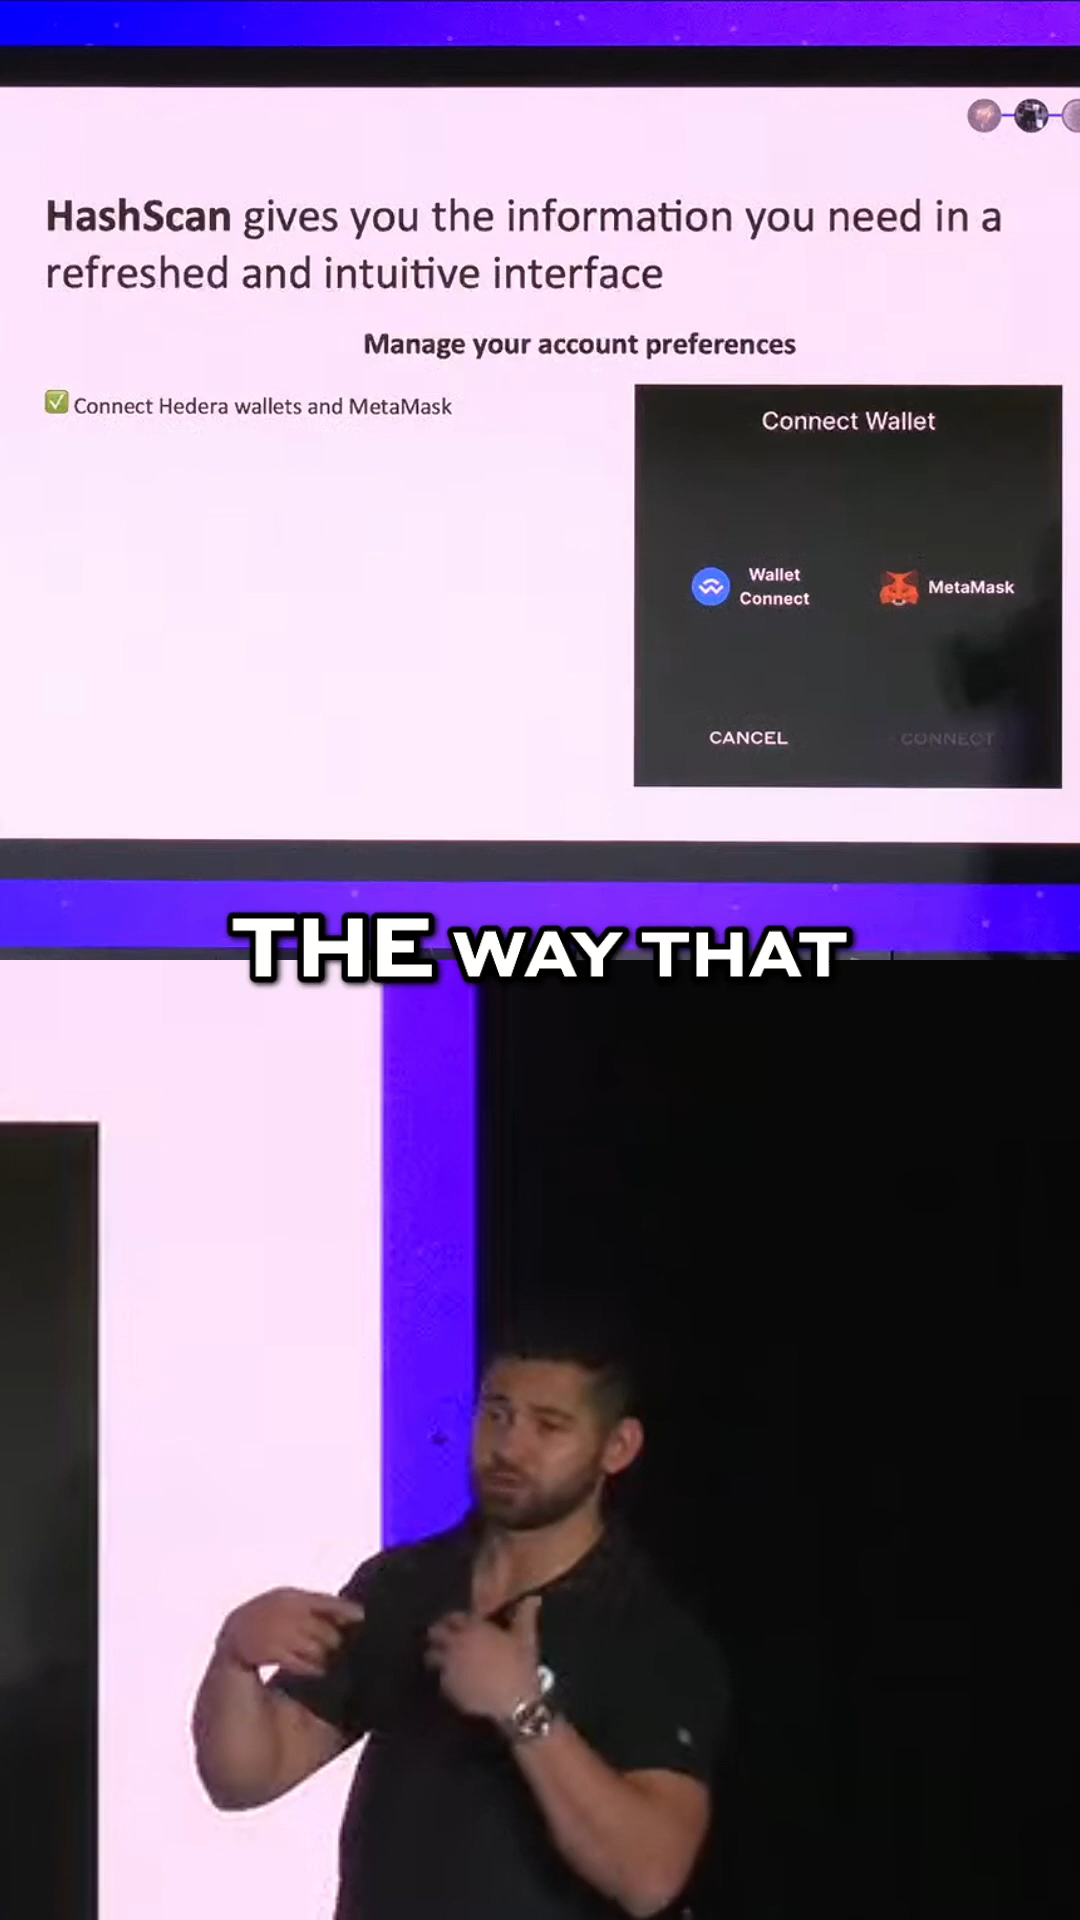 HashScan gives you the information you need in a
refreshed and intuitive interface
Manage your account preferences
✅ Connect Hedera wallets and MetaMask
Connect Wallet
Wallet
Connect
MetaMask
CANCEL
CONNECT
THE WAY THAT